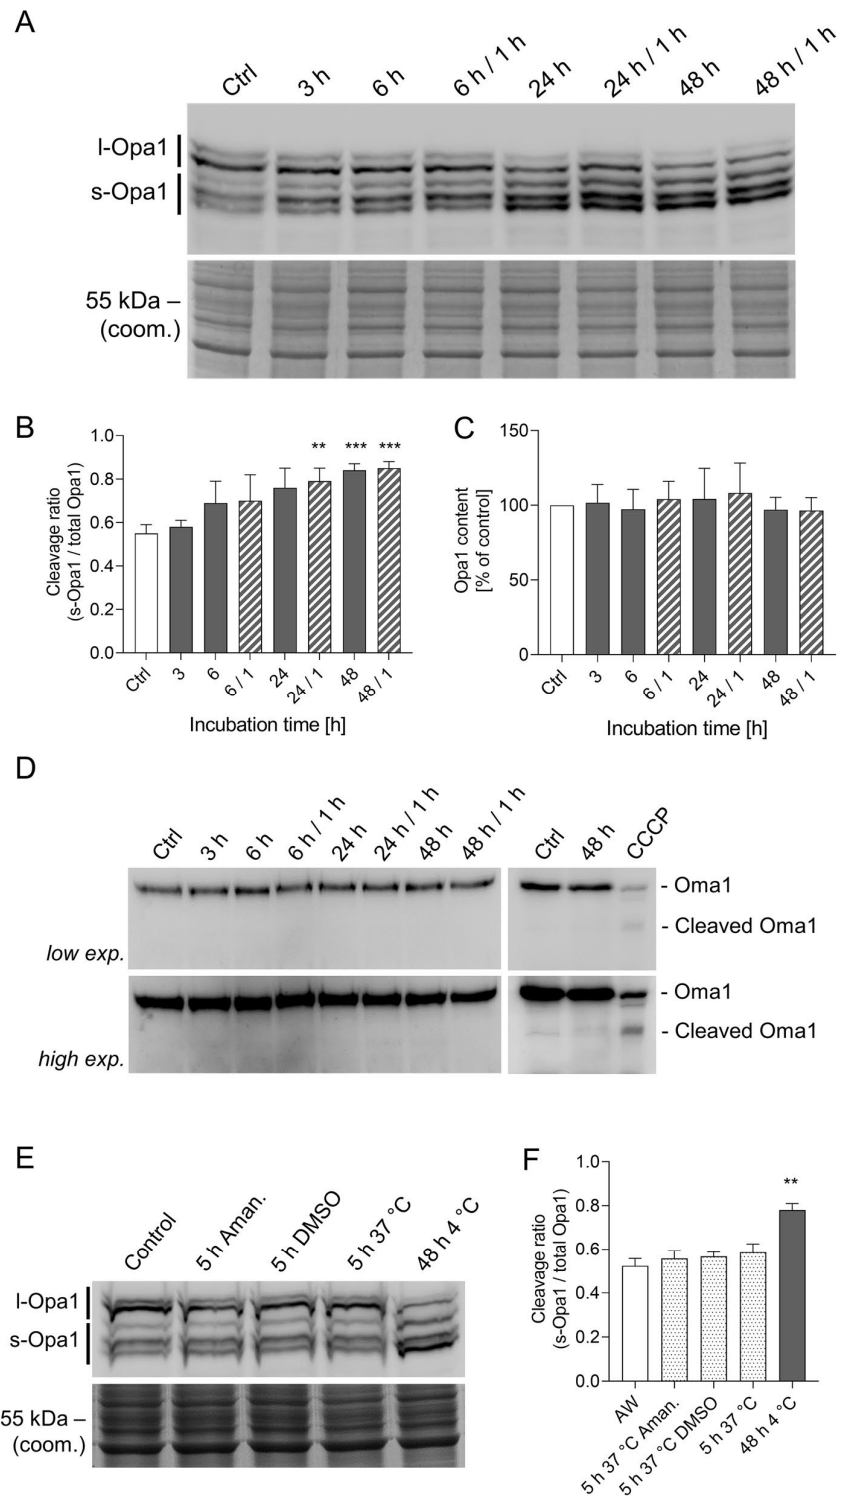 A
Ctrl 3 h 6 h 6 h / 1 h 24 h 24 h / 1 h 48 h 48 h / 1 h
l-Opa1
s-Opa1
55 kDa –
(coom.)
B
Cleavage ratio
(s-Opa1 / total Opa1)
1.0
0.8
0.6
0.4
0.2
0.0
** *** ***
Ctrl 3 6 6 / 1 24 24 / 1 48 48 / 1
Incubation time [h]
C
Opa1 content
[% of control]
150
100
50
0
Ctrl 3 6 6 / 1 24 24 / 1 48 48 / 1
Incubation time [h]
D
Ctrl 3 h 6 h 6 h / 1 h 24 h 24 h / 1 h 48 h 48 h / 1 h
Ctrl 48 h CCCP
- Oma1
- Cleaved Oma1
low exp.
- Oma1
- Cleaved Oma1
high exp.
E
Control 5 h Aman. 5 h DMSO 5 h 37 °C 48 h 4 °C
l-Opa1
s-Opa1
55 kDa –
(coom.)
F
Cleavage ratio
(s-Opa1 / total Opa1)
1.0
0.8
0.6
0.4
0.2
0.0
**
AW 5 h 37 °C Aman. 5 h 37 °C DMSO 5 h 37 °C 48 h 4 °C